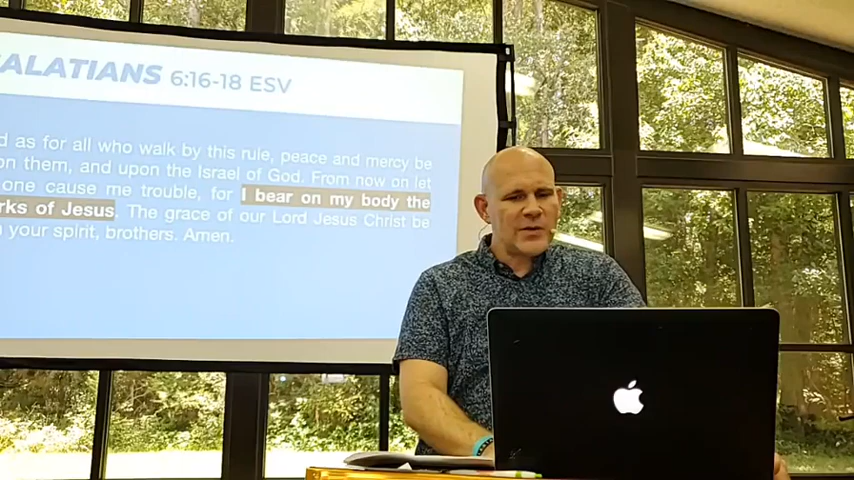 ALATIANS 6:16-18 ESV
as for all who walk by this rule, peace and mercy be
on them, and upon the Israel of God. From now on let
one cause me trouble, for I bear on my body the
rks of Jesus. The grace of our Lord Jesus Christ be
your spirit, brothers. Amen.